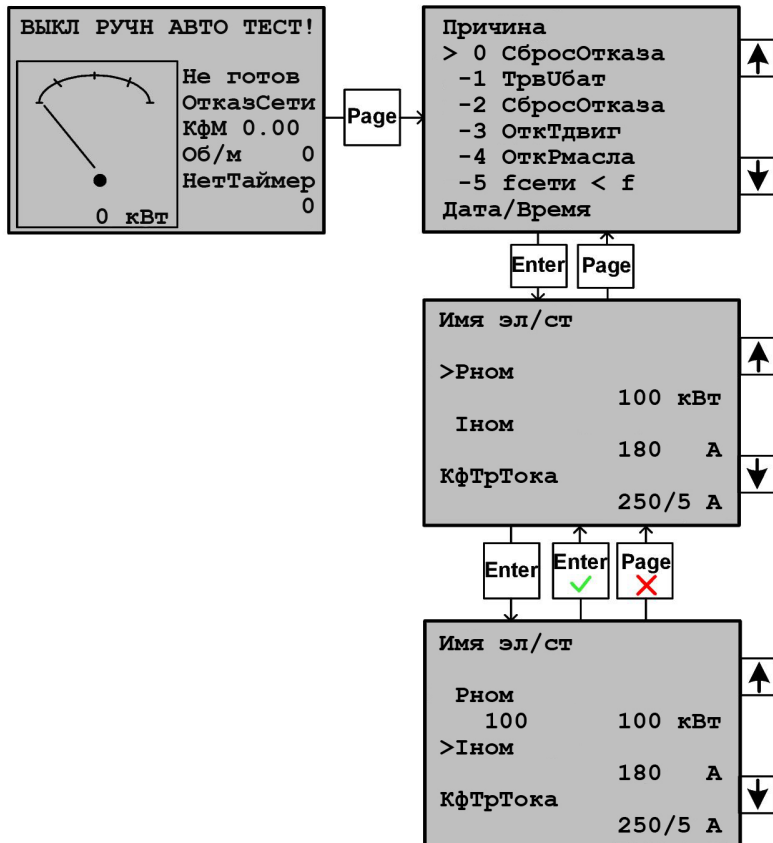 ВЫКЛ РУЧН АВТО ТЕСТ!
Не готов
ОтказСети
КфМ 0.00
Об/м 0
НетТаймер
0
0 кВт
Page
Причина
> 0 СбросОтказа
-1 ТрвUбат
-2 СбросОтказа
-3 ОткТдвиг
-4 ОткРмасла
-5 fсети < f
Дата/Время
Enter
Page
Имя эл/ст
>Рном
100 кВт
Iном
180 А
КфТрТока
250/5 А
Enter
Enter
Page
Имя эл/ст
Рном
100 100 кВт
>Iном
180 А
КфТрТока
250/5 А